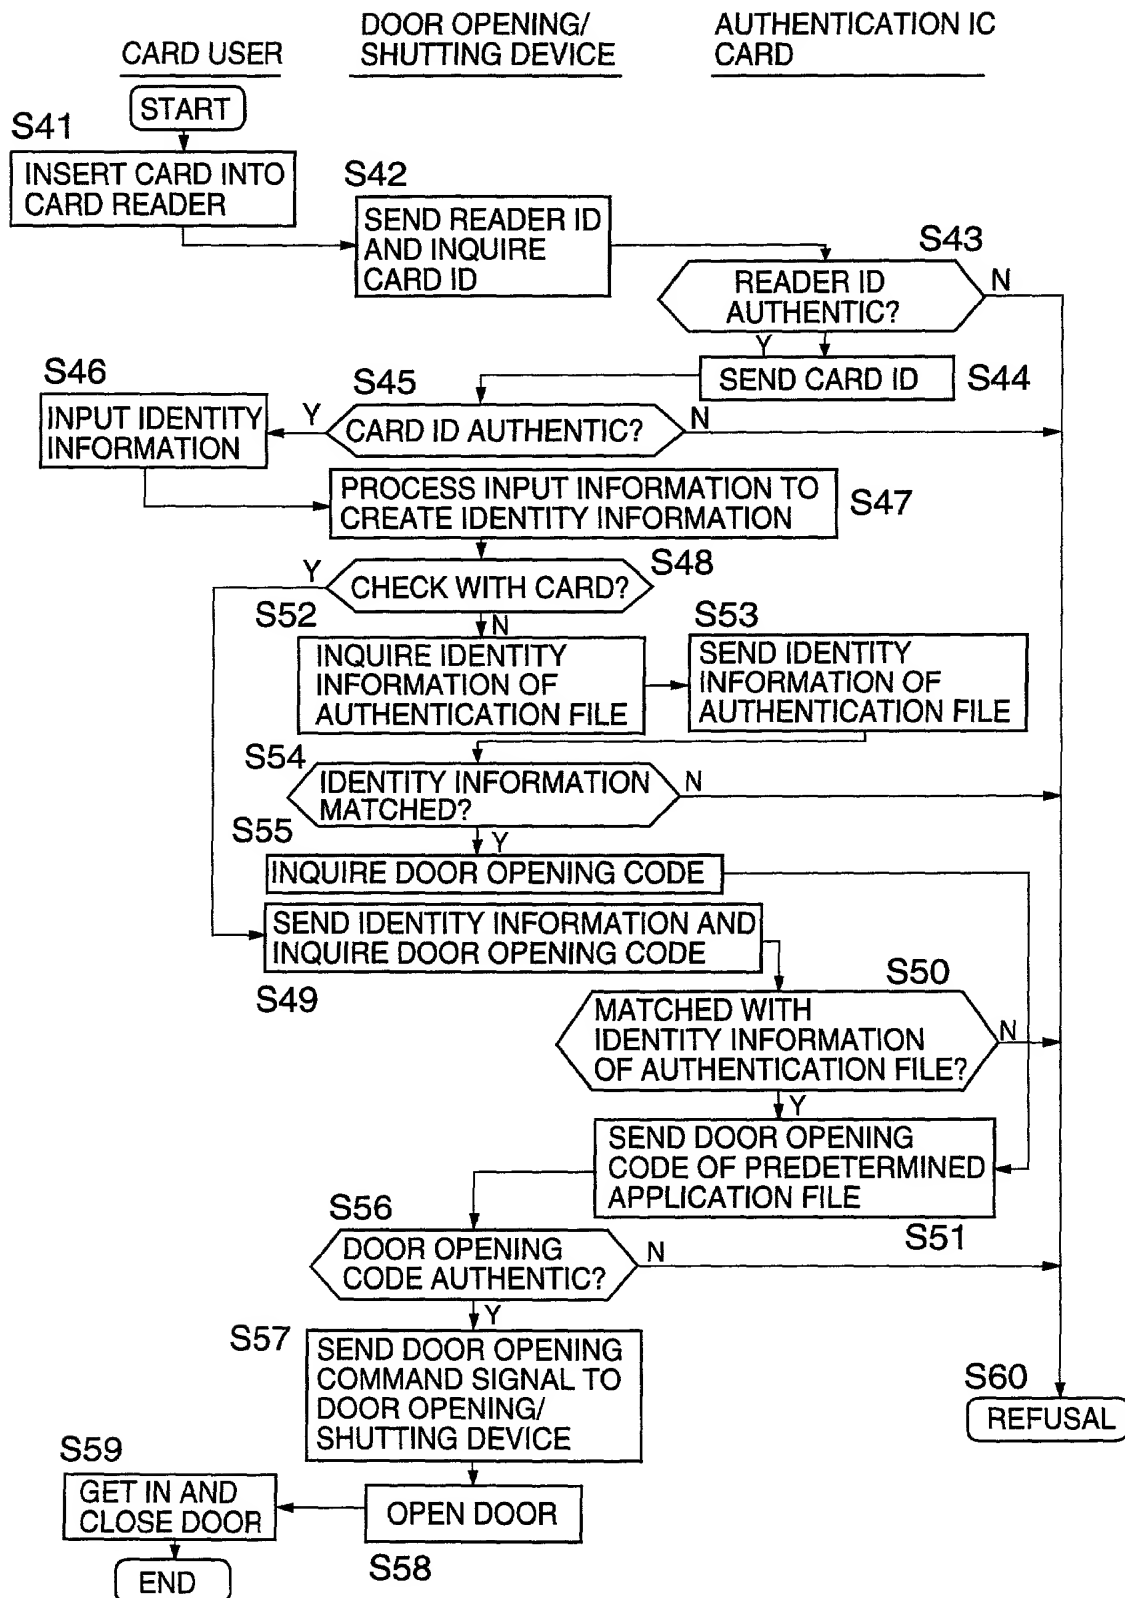 CARD USER
DOOR OPENING/
SHUTTING DEVICE
AUTHENTICATION IC
CARD
START
S41
INSERT CARD INTO
CARD READER
S42
SEND READER ID
AND INQUIRE
CARD ID
S43
READER ID
AUTHENTIC?
N
Y
SEND CARD ID
S44
S45
CARD ID AUTHENTIC?
Y
N
S46
INPUT IDENTITY
INFORMATION
PROCESS INPUT INFORMATION TO
CREATE IDENTITY INFORMATION
S47
S48
CHECK WITH CARD?
Y
N
S52
INQUIRE IDENTITY
INFORMATION OF
AUTHENTICATION FILE
S53
SEND IDENTITY
INFORMATION OF
AUTHENTICATION FILE
S54
IDENTITY INFORMATION
MATCHED?
N
Y
S55
INQUIRE DOOR OPENING CODE
SEND IDENTITY INFORMATION AND
INQUIRE DOOR OPENING CODE
S49
S50
MATCHED WITH
IDENTITY INFORMATION
OF AUTHENTICATION FILE?
N
Y
SEND DOOR OPENING
CODE OF PREDETERMINED
APPLICATION FILE
S51
S56
DOOR OPENING
CODE AUTHENTIC?
N
Y
S57
SEND DOOR OPENING
COMMAND SIGNAL TO
DOOR OPENING/
SHUTTING DEVICE
S60
REFUSAL
S59
GET IN AND
CLOSE DOOR
OPEN DOOR
S58
END